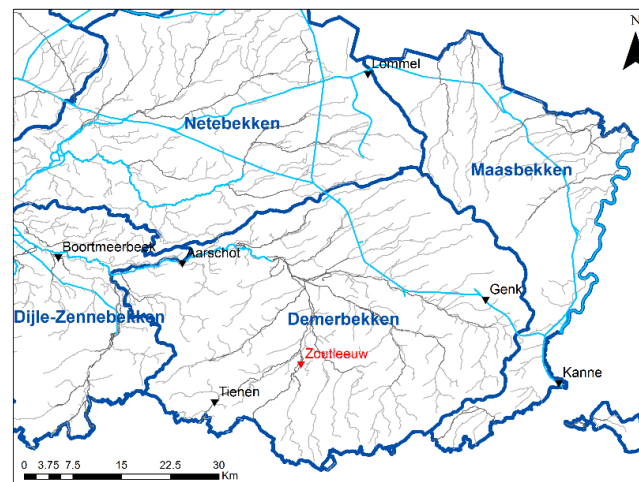 N
Lommel
Netebekken
Maasbekken
Boortmeerbeek
Aarschot
Genk
Dijle-Zennebekken
Demerbekken
Zoutleeuw
Kanne
Tienen
0 3.75 7.5 15 22.5 30
Km